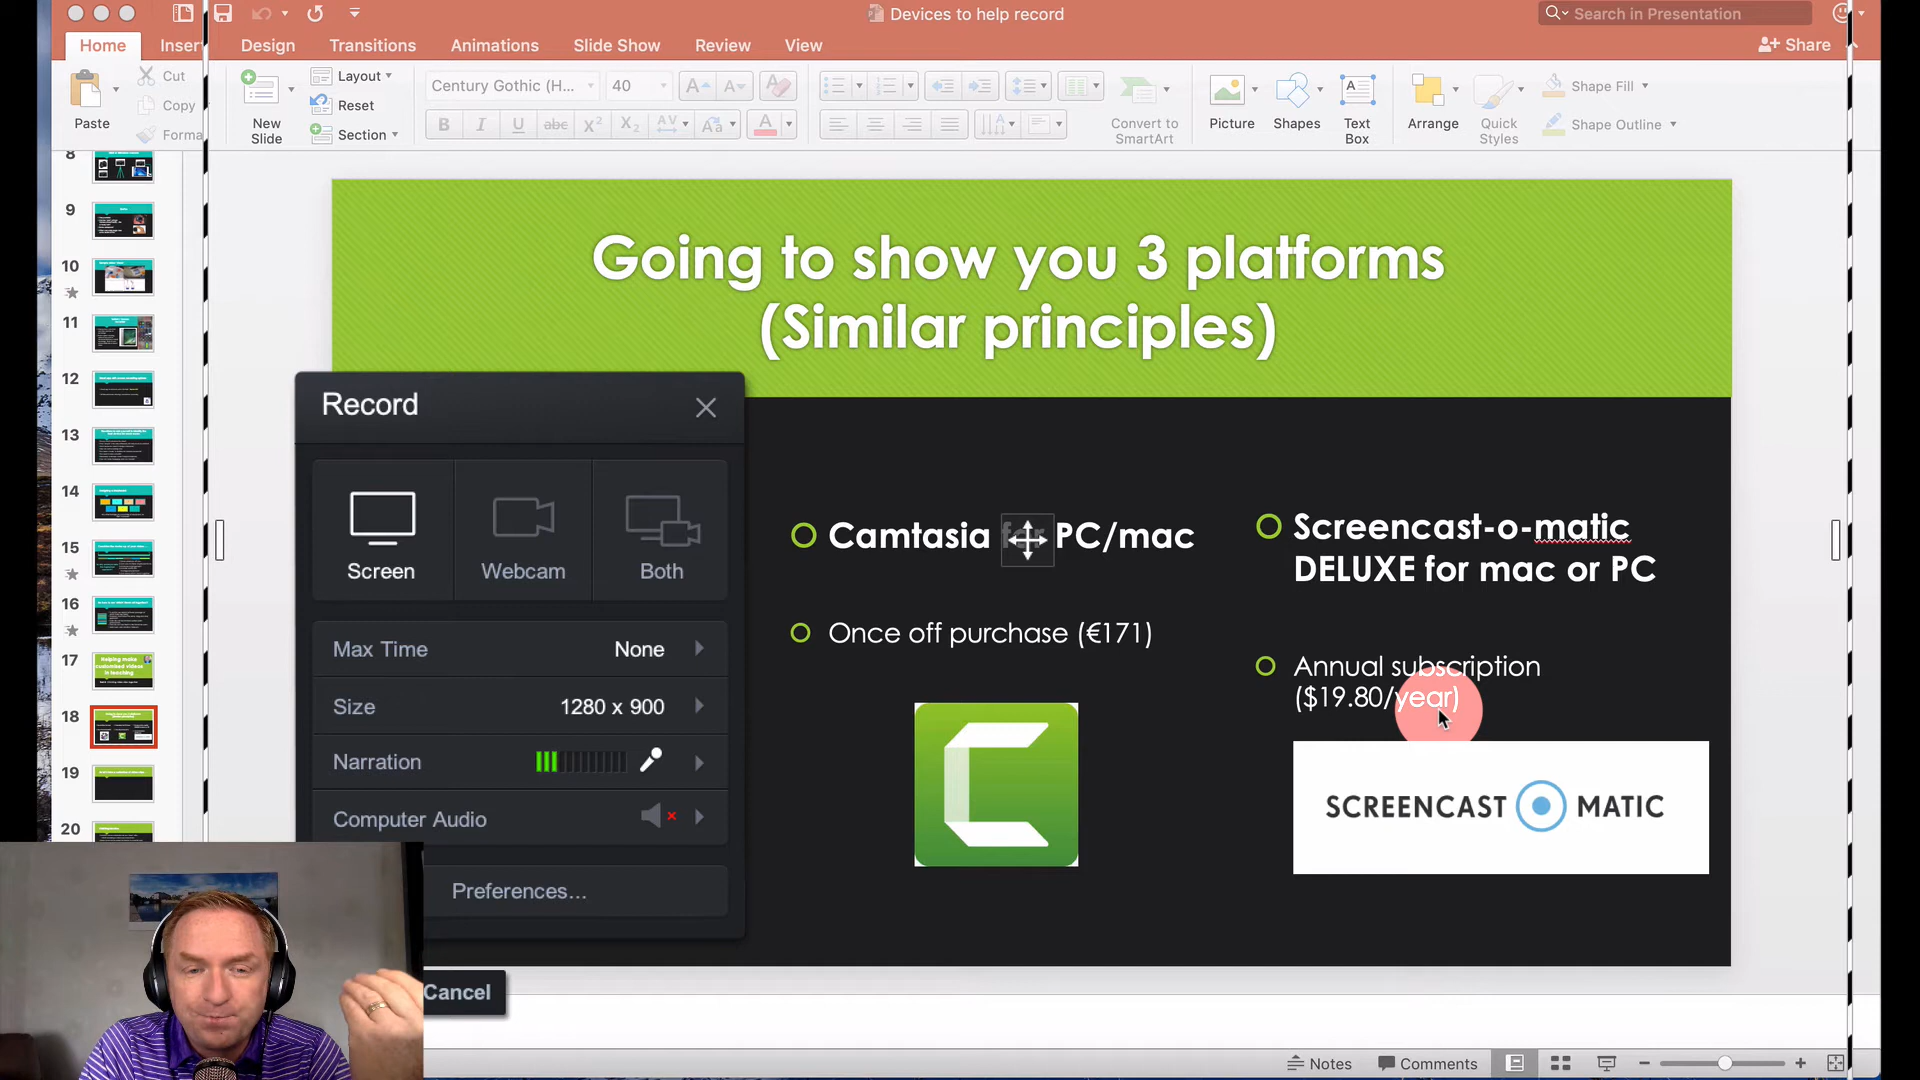 Devices to help record
Search in Presentation
Home
Insert
Design
Transitions
Animations
Slide Show
Review
View
Share
Paste
Cut
Copy
Forma
New
Slide
Layout
Reset
Section
Century Gothic (H...
40
Convert to
SmartArt
Picture
Shapes
Text
Box
Arrange
Quick
Styles
Shape Fill
Shape Outline
8
9
10
11
12
13
14
15
16
17
18
19
20
Going to show you 3 platforms
(Similar principles)
Record
Screen
Webcam
Both
Max Time
None
Size
1280 x 900
Narration
Computer Audio
Preferences...
Cancel
Camtasia for PC/mac
Once off purchase (€171)
Screencast-o-matic
DELUXE for mac or PC
Annual subscription
($19.80/year)
SCREENCAST MATIC
Notes
Comments